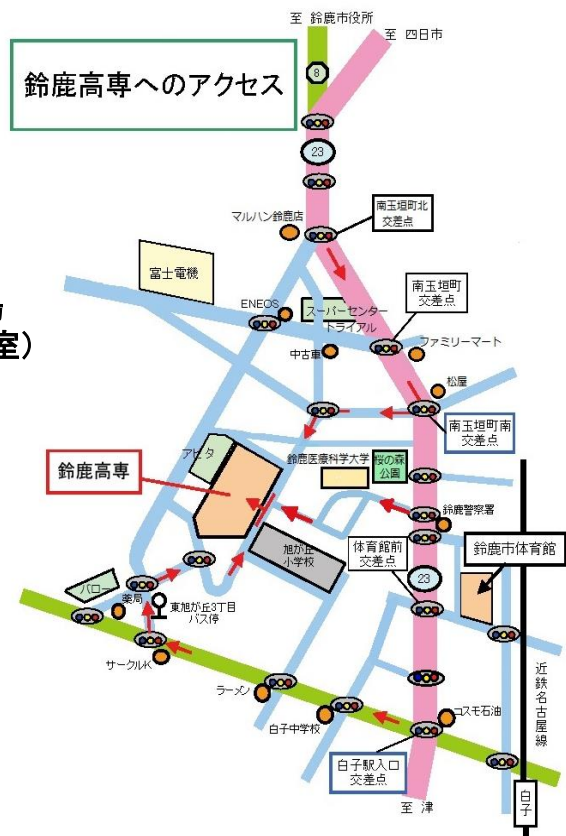 至 鈴鹿市役所
至 四日市
鈴鹿高専へのアクセス
8
23
マルハン鈴鹿店
南玉垣町北
交差点
富士電機
南玉垣町
交差点
ENEOS
スーパーセンター
トライアル
室）
中古車
ファミリーマート
松屋
南玉垣町南
交差点
アピタ
鈴鹿医療科学大学
桜の森
公園
鈴鹿高専
鈴鹿警察署
旭が丘
小学校
体育館前
交差点
鈴鹿市体育館
23
バロー
薬局
東旭が丘3丁目
バス停
サークルK
近鉄名古屋線
ラーメン
白子中学校
コスモ石油
白子駅入口
交差点
白子
至 津